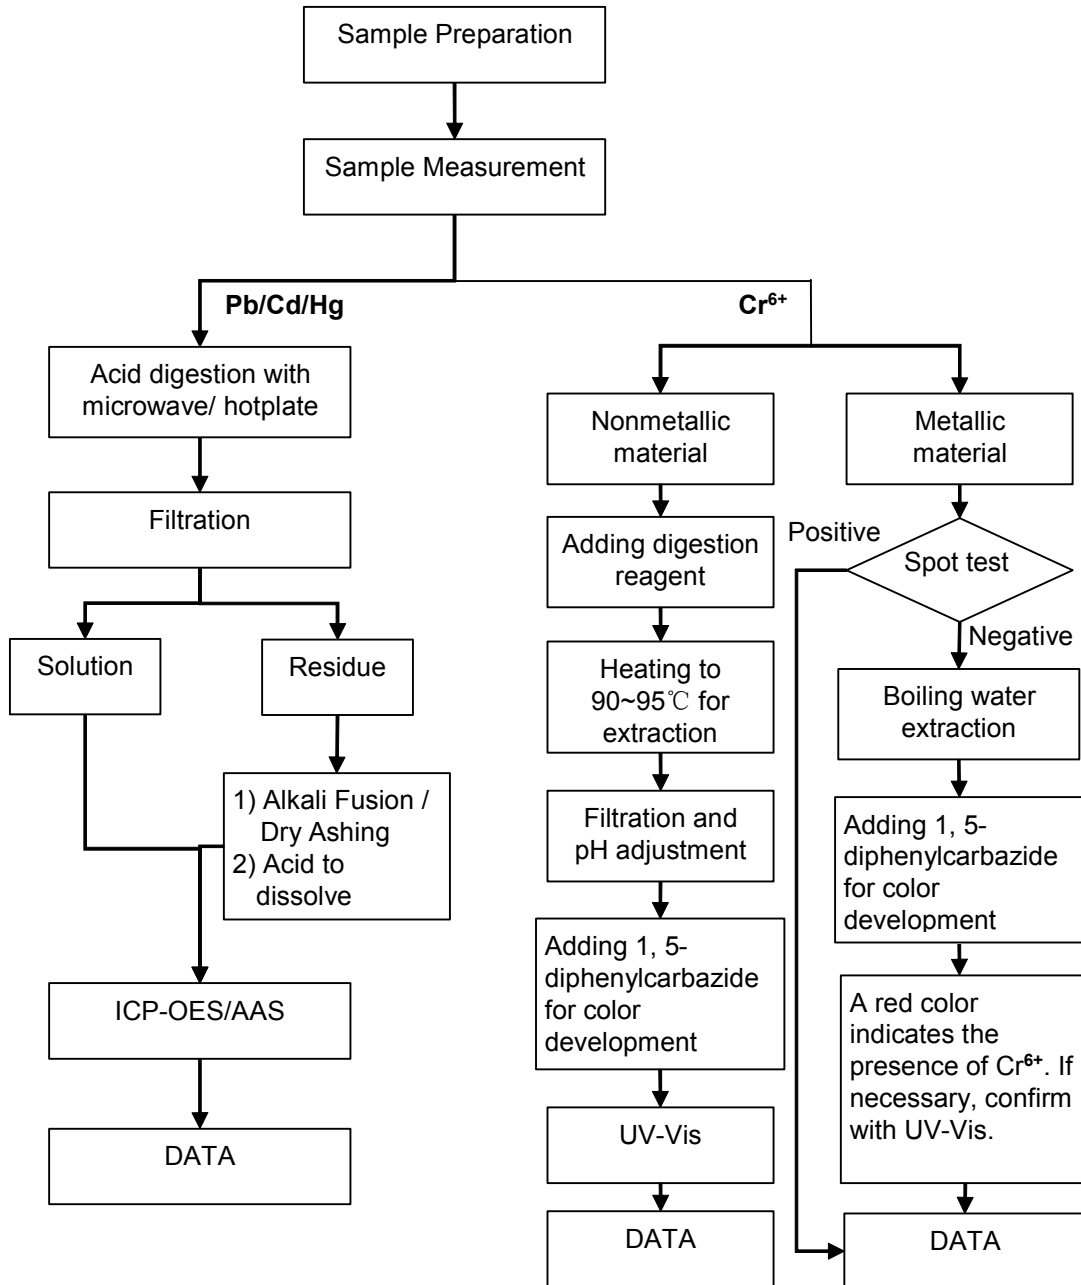 Sample Preparation
Sample Measurement
Pb/Cd/Hg
Cr⁶⁺
Acid digestion with
microwave/ hotplate
Filtration
Solution
Residue
1) Alkali Fusion /
Dry Ashing
2) Acid to
dissolve
ICP-OES/AAS
DATA
Nonmetallic
material
Adding digestion
reagent
Heating to
90~95℃ for
extraction
Filtration and
pH adjustment
Adding 1, 5-
diphenylcarbazide
for color
development
UV-Vis
DATA
Metallic
material
Positive
Spot test
Negative
Boiling water
extraction
Adding 1, 5-
diphenylcarbazide
for color
development
A red color
indicates the
presence of Cr⁶⁺. If
necessary, confirm
with UV-Vis.
DATA